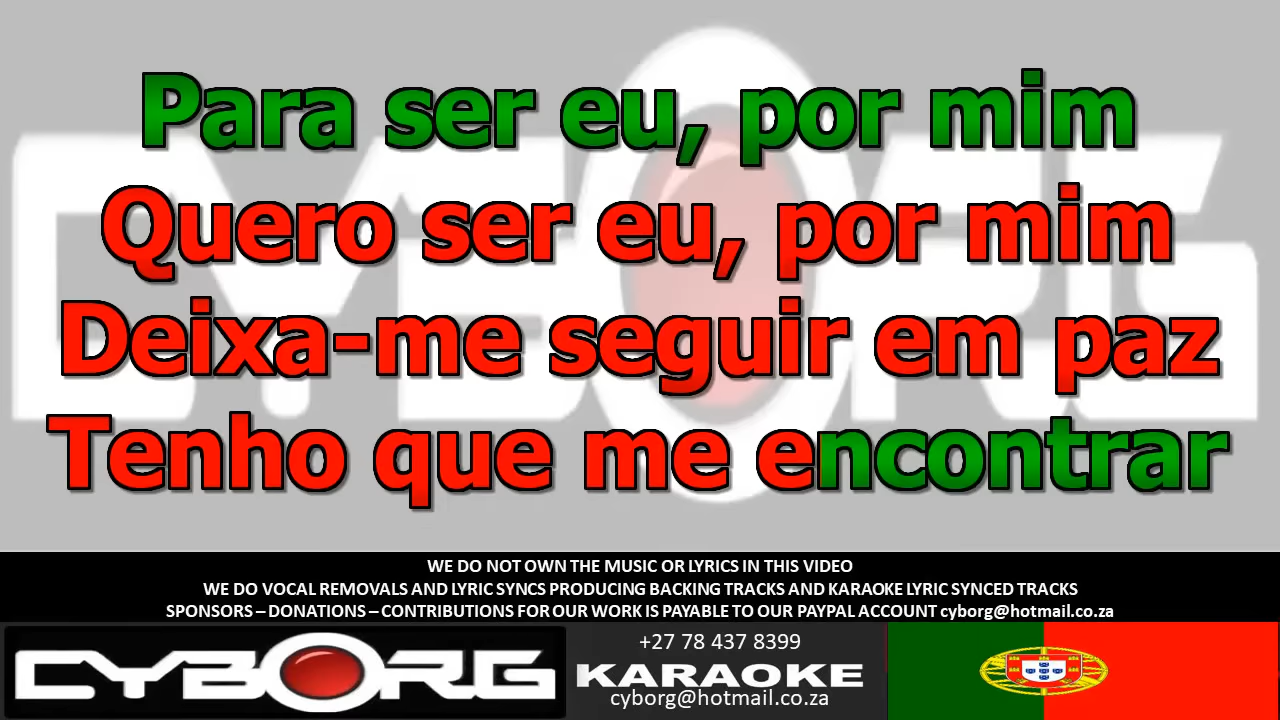 Para ser eu, por mim
Quero ser eu, por mim
Deixa-me seguir em paz
Tenho que me encontrar
WE DO NOT OWN THE MUSIC OR LYRICS IN THIS VIDEO
WE DO VOCAL REMOVALS AND LYRIC SYNCS PRODUCING BACKING TRACKS AND KARAOKE LYRIC SYNCED TRACKS
SPONSORS – DONATIONS – CONTRIBUTIONS FOR OUR WORK IS PAYABLE TO OUR PAYPAL ACCOUNT cyborg@hotmail.co.za
CYBORG
+27 78 437 8399
KARAOKE
cyborg@hotmail.co.za